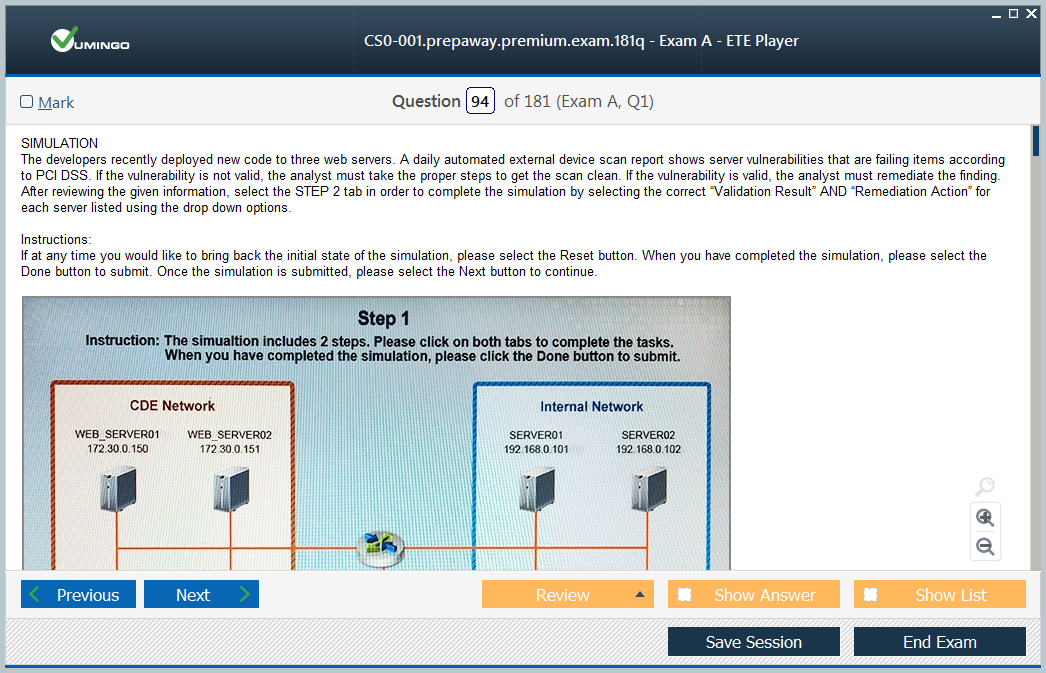 VUMINGO
CS0-001.prepaway.premium.exam.181q - Exam A - ETE Player
Mark
Question 94 of 181 (Exam A, Q1)
SIMULATION
The developers recently deployed new code to three web servers. A daily automated external device scan report shows server vulnerabilities that are failing items according
to PCI DSS. If the vulnerability is not valid, the analyst must take the proper steps to get the scan clean. If the vulnerability is valid, the analyst must remediate the finding.
After reviewing the given information, select the STEP 2 tab in order to complete the simulation by selecting the correct “Validation Result” AND “Remediation Action” for
each server listed using the drop down options.
Instructions:
If at any time you would like to bring back the initial state of the simulation, please select the Reset button. When you have completed the simulation, please select the
Done button to submit. Once the simulation is submitted, please select the Next button to continue.
Step 1
Instruction: The simualtion includes 2 steps. Please click on both tabs to complete the tasks.
When you have completed the simulation, please click the Done button to submit.
CDE Network
Internal Network
WEB_SERVER01 WEB_SERVER02 SERVER01 SERVER02
172.30.0.150 172.30.0.151 192.168.0.101 192.168.0.102
Previous Next Review Show Answer Show List
Save Session End Exam